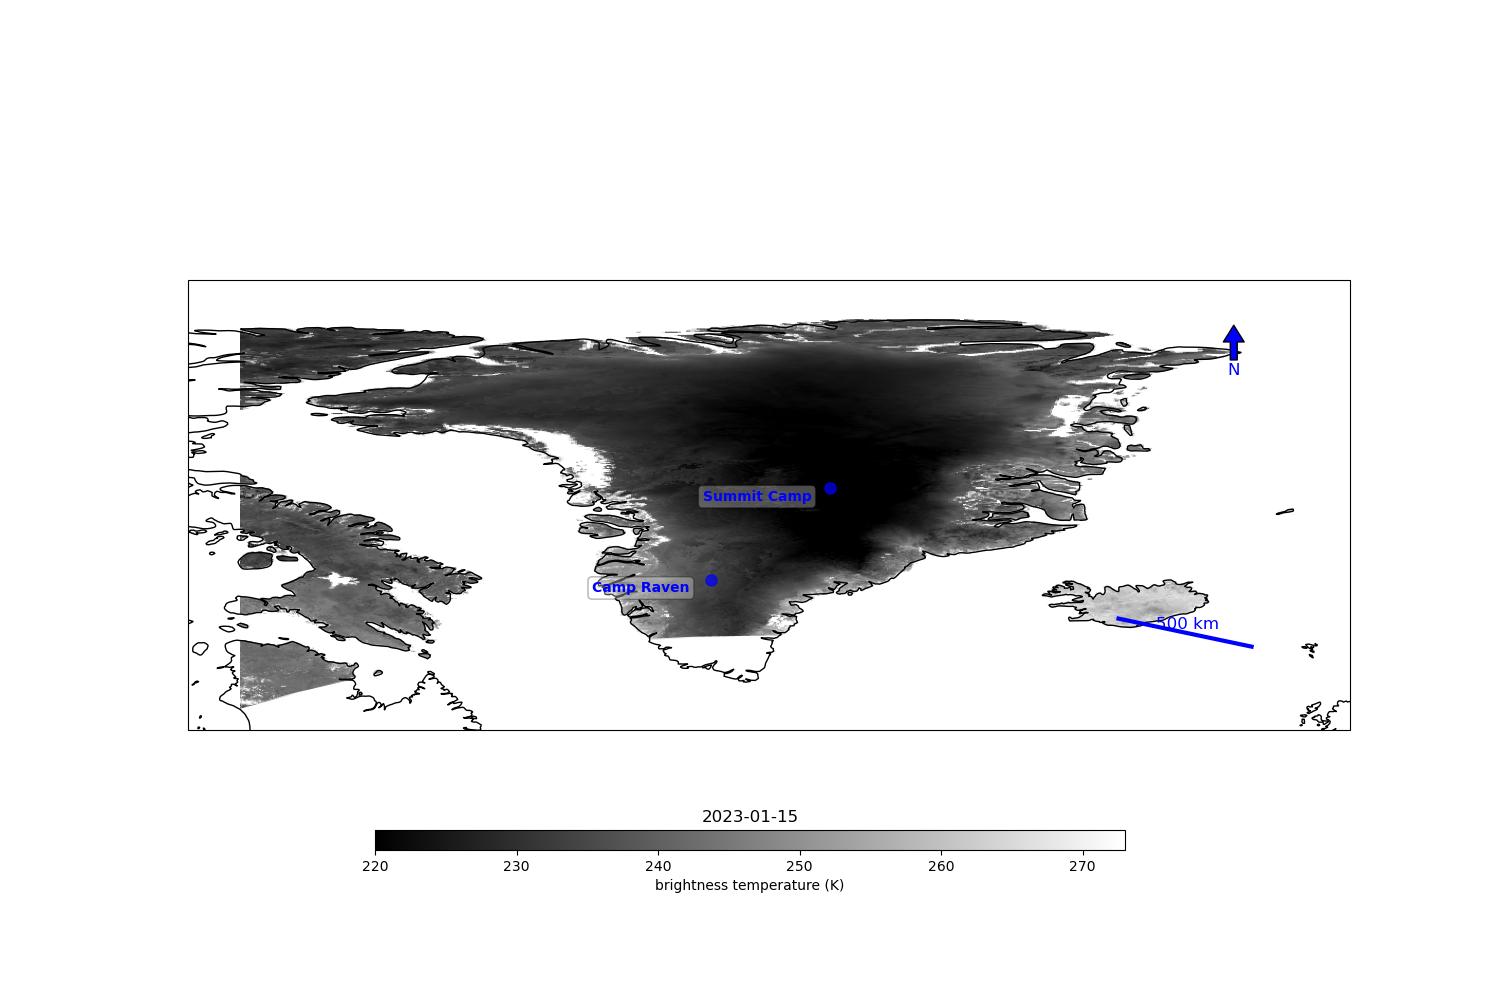 N
Summit Camp
Camp Raven
500 km
2023-01-15
220 230 240 250 260 270
brightness temperature (K)